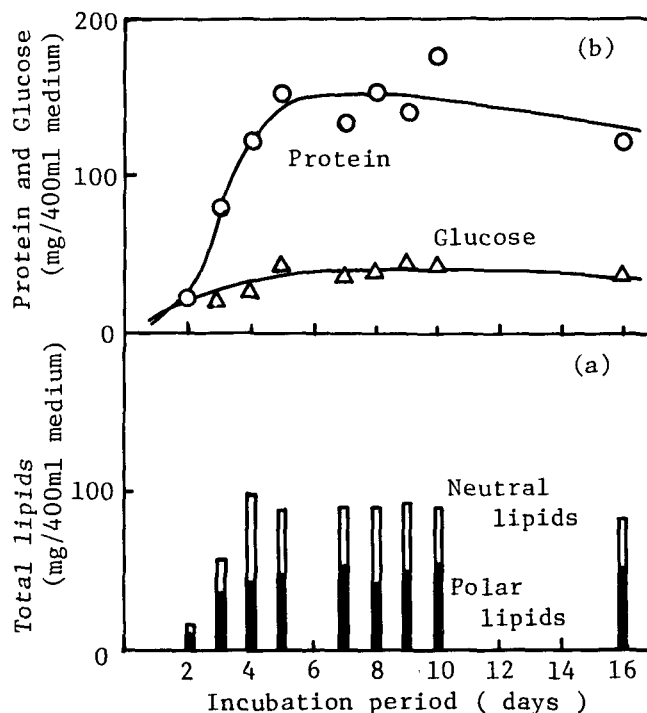 200
(b)
Protein and Glucose
(mg/400ml medium)
Protein
100
Glucose
0
(a)
Total lipids
(mg/400ml medium)
100
Neutral
lipids
Polar
lipids
0
2 4 6 8 10 12 14 16
Incubation period ( days )